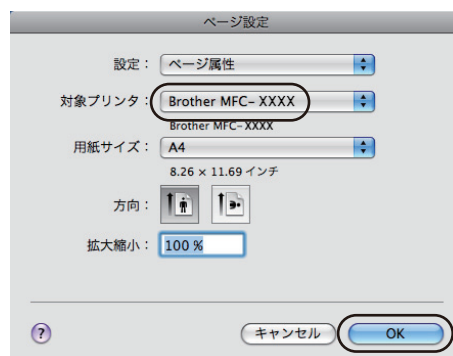 ページ設定
設定： ページ属性
対象プリンタ： Brother MFC- XXXX
Brother MFC-XXXX
用紙サイズ： A4
8.26 × 11.69 インチ
方向：
拡大縮小： 100 %
? キャンセル OK